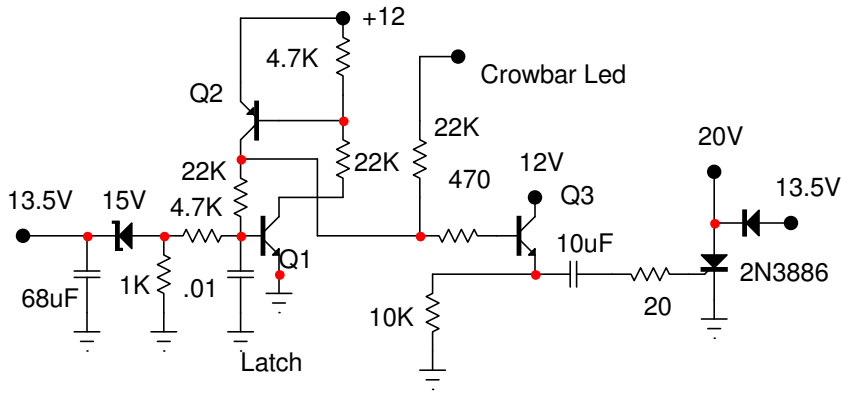 +12
4.7K
Q2
Crowbar Led
22K
22K
20V
12V
22K
470
13.5V
15V
4.7K
Q3
13.5V
Q1
10uF
2N3886
68uF
1K
.01
20
10K
Latch